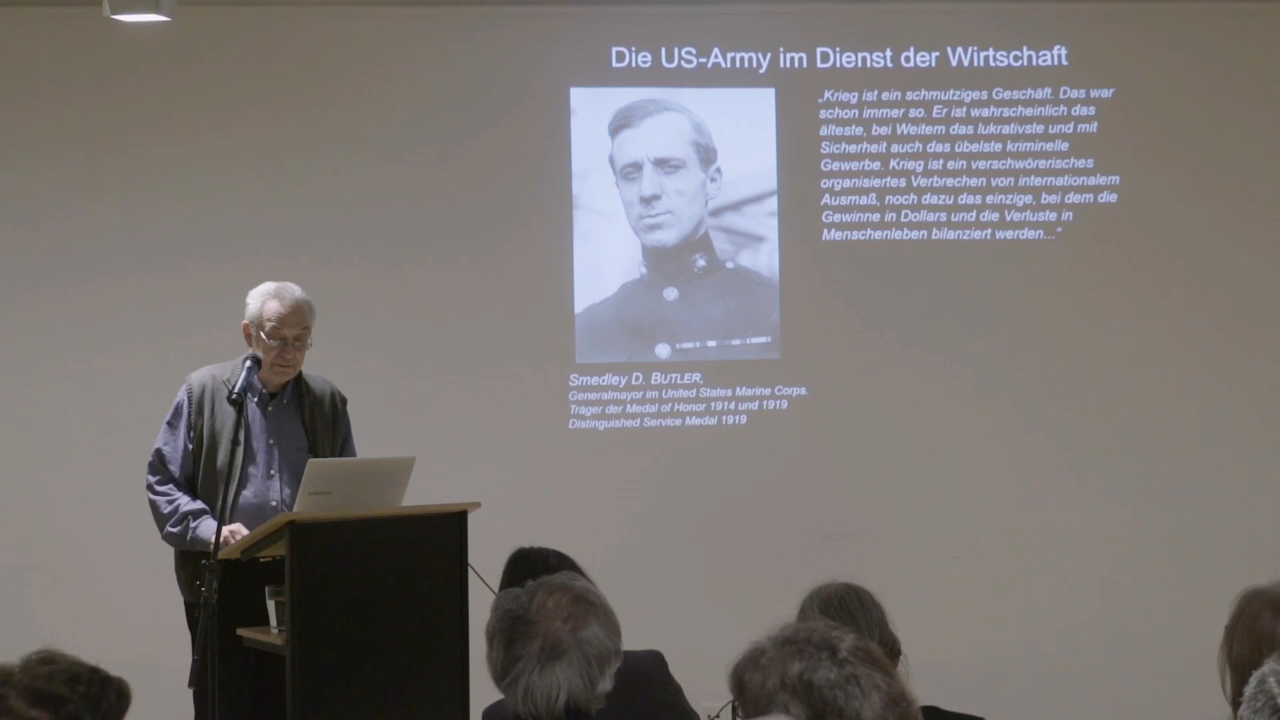 Die US-Army im Dienst der Wirtschaft
„Krieg ist ein schmutziges Geschäft. Das war
schon immer so. Er ist wahrscheinlich das
älteste, bei Weitem das lukrativste und mit
Sicherheit auch das übelste kriminelle
Gewerbe. Krieg ist ein verschwörerisches
organisiertes Verbrechen von internationalem
Ausmaß, noch dazu das einzige, bei dem die
Gewinne in Dollars und die Verluste in
Menschenleben bilanziert werden...“
Smedley D. BUTLER,
Generalmayor im United States Marine Corps.
Träger der Medal of Honor 1914 und 1919
Distinguished Service Medal 1919